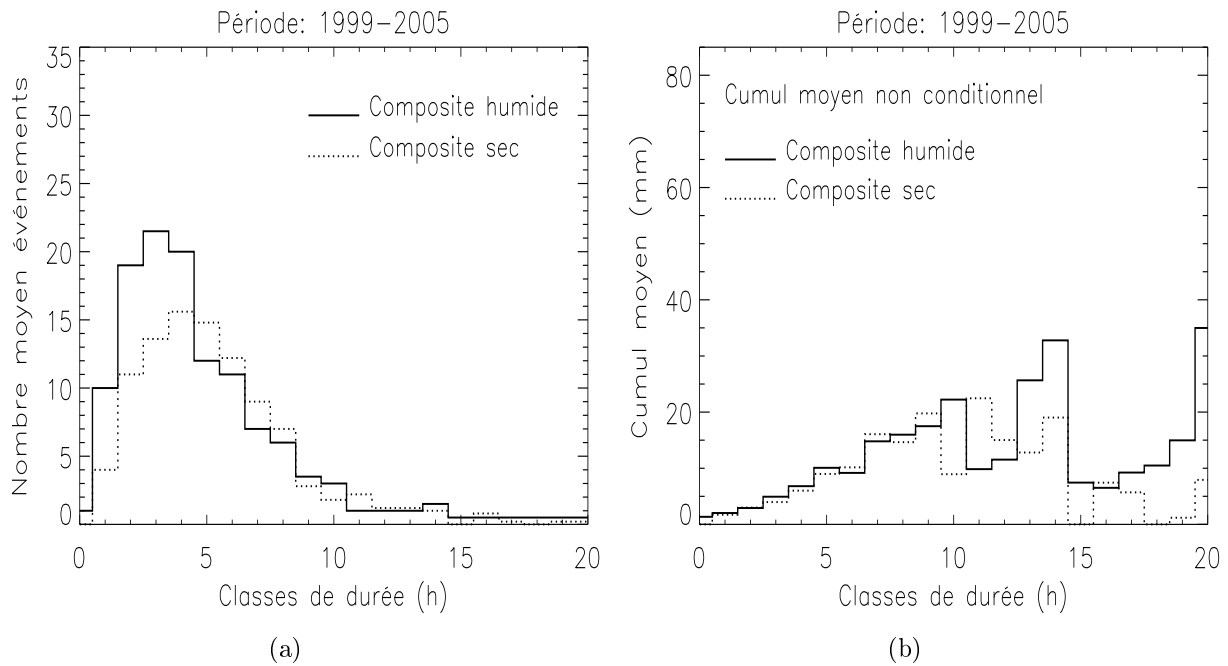 Période: 1999−2005
35
30
25
20
15
10
5
0
Nombre moyen événements
Composite humide
Composite sec
0 5 10 15 20
Classes de durée (h)
(a)
Période: 1999−2005
80
60
40
20
0
Cumul moyen (mm)
Cumul moyen non conditionnel
Composite humide
Composite sec
0 5 10 15 20
Classes de durée (h)
(b)